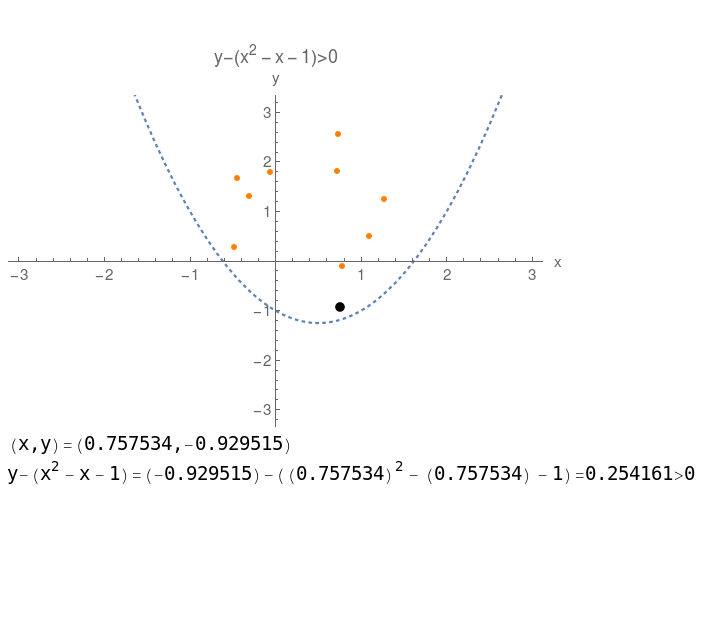 y−(x² − x − 1)>0
y
3
2
1
−3 −2 −1 1 2 3 x
−1
−2
−3
(x,y)=(0.757534,−0.929515)
y−(x² − x − 1)=(−0.929515)−((0.757534)² − (0.757534) − 1)=0.254161>0